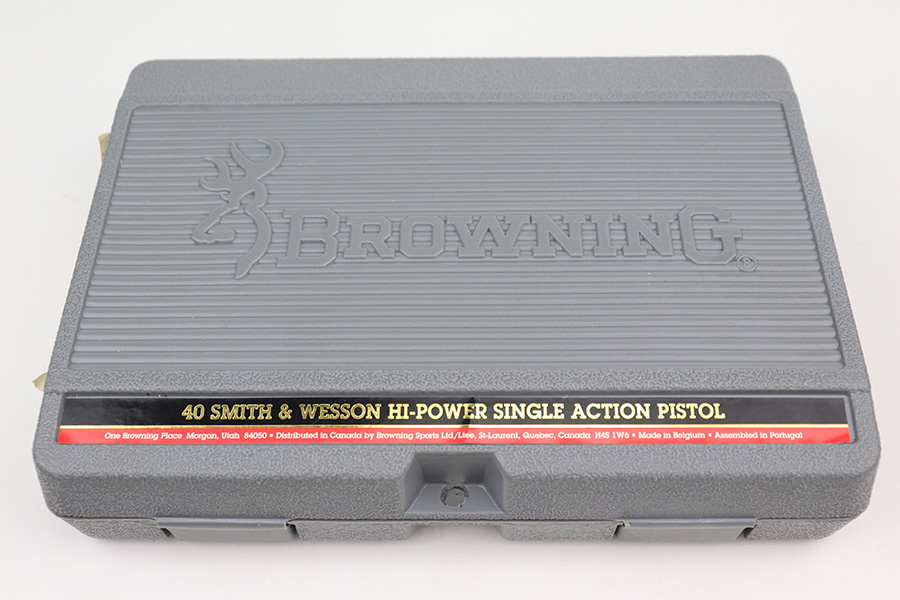 BROWNING®
40 SMITH & WESSON HI-POWER SINGLE ACTION PISTOL
One Browning Place Morgan, Utah 84050 • Distributed in Canada by Browning Sports Ltd/Ltee, St-Laurent, Quebec, Canada H4S 1W6 • Made in Belgium • Assembled in Portugal